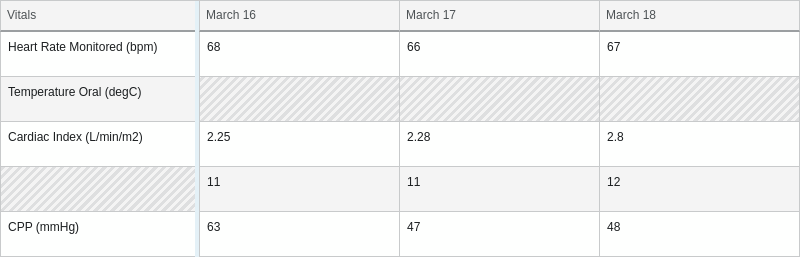 Vitals March 16 March 17 March 18
Heart Rate Monitored (bpm) 68 66 67
Temperature Oral (degC)
Cardiac Index (L/min/m2) 2.25 2.28 2.8
11 11 12
CPP (mmHg) 63 47 48